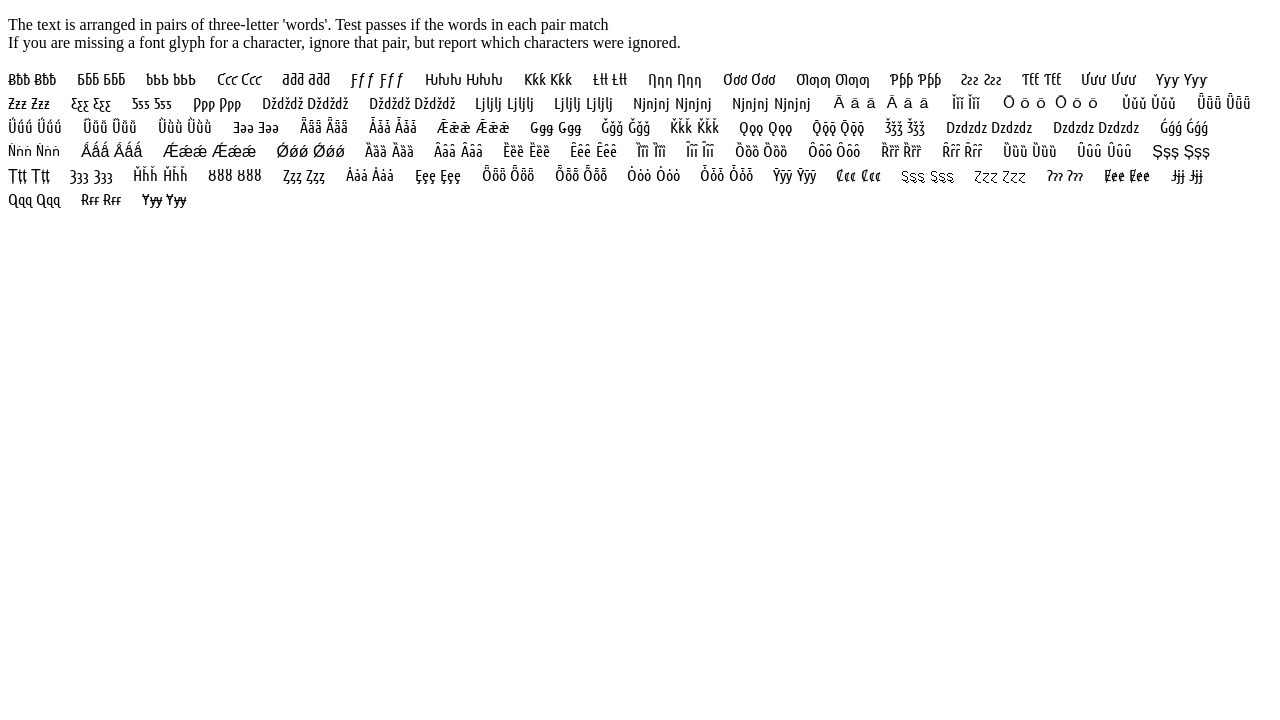 The text is arranged in pairs of three-letter 'words'. Test passes if the words in each pair match
If you are missing a font glyph for a character, ignore that pair, but report which characters were ignored.
Ƀƀƀ Ƀƀƀ Ƃƃƃ Ƃƃƃ Ƅƅƅ Ƅƅƅ Ƈƈƈ Ƈƈƈ Ƌƌƌ Ƌƌƌ Ƒƒƒ Ƒƒƒ Ƕƕƕ Ƕƕƕ Ƙƙƙ Ƙƙƙ Ƚƚƚ Ƚƚƚ Ƞƞƞ Ƞƞƞ Ơơơ Ơơơ Ƣƣƣ Ƣƣƣ Ƥƥƥ Ƥƥƥ Ƨƨƨ Ƨƨƨ Ƭƭƭ Ƭƭƭ Ưưư Ưưư Ƴƴƴ Ƴƴƴ
Ƶƶƶ Ƶƶƶ Ƹƹƹ Ƹƹƹ Ƽƽƽ Ƽƽƽ Ƿƿƿ Ƿƿƿ ǅǆǆ ǅǆǆ ǅǆǆ ǅǆǆ ǈǉǉ ǈǉǉ ǈǉǉ ǈǉǉ ǋǌǌ ǋǌǌ ǋǌǌ ǋǌǌ Ǎǎǎ Ǎǎǎ Ǐǐǐ Ǐǐǐ Ǒǒǒ Ǒǒǒ Ǔǔǔ Ǔǔǔ Ǖǖǖ Ǖǖǖ
Ǘǘǘ Ǘǘǘ Ǚǚǚ Ǚǚǚ Ǜǜǜ Ǜǜǜ Ǝǝǝ Ǝǝǝ Ǟǟǟ Ǟǟǟ Ǡǡǡ Ǡǡǡ Ǣǣǣ Ǣǣǣ Ǥǥǥ Ǥǥǥ Ǧǧǧ Ǧǧǧ Ǩǩǩ Ǩǩǩ Ǫǫǫ Ǫǫǫ Ǭǭǭ Ǭǭǭ Ǯǯǯ Ǯǯǯ ǲǳǳ ǲǳǳ ǲǳǳ ǲǳǳ Ǵǵǵ Ǵǵǵ
Ǹǹǹ Ǹǹǹ Ǻǻǻ Ǻǻǻ Ǽǽǽ Ǽǽǽ Ǿǿǿ Ǿǿǿ Ȁȁȁ Ȁȁȁ Ȃȃȃ Ȃȃȃ Ȅȅȅ Ȅȅȅ Ȇȇȇ Ȇȇȇ Ȉȉȉ Ȉȉȉ Ȋȋȋ Ȋȋȋ Ȍȍȍ Ȍȍȍ Ȏȏȏ Ȏȏȏ Ȑȑȑ Ȑȑȑ Ȓȓȓ Ȓȓȓ Ȕȕȕ Ȕȕȕ Ȗȗȗ Ȗȗȗ Șșș Șșș
Țțț Țțț Ȝȝȝ Ȝȝȝ Ȟȟȟ Ȟȟȟ Ȣȣȣ Ȣȣȣ Ȥȥȥ Ȥȥȥ Ȧȧȧ Ȧȧȧ Ȩȩȩ Ȩȩȩ Ȫȫȫ Ȫȫȫ Ȭȭȭ Ȭȭȭ Ȯȯȯ Ȯȯȯ Ȱȱȱ Ȱȱȱ Ȳȳȳ Ȳȳȳ Ȼȼȼ Ȼȼȼ Ȿȿȿ Ȿȿȿ Ɀɀɀ Ɀɀɀ Ɂɂɂ Ɂɂɂ Ɇɇɇ Ɇɇɇ Ɉɉɉ Ɉɉɉ
Ɋɋɋ Ɋɋɋ Ɍɍɍ Ɍɍɍ Ɏɏɏ Ɏɏɏ